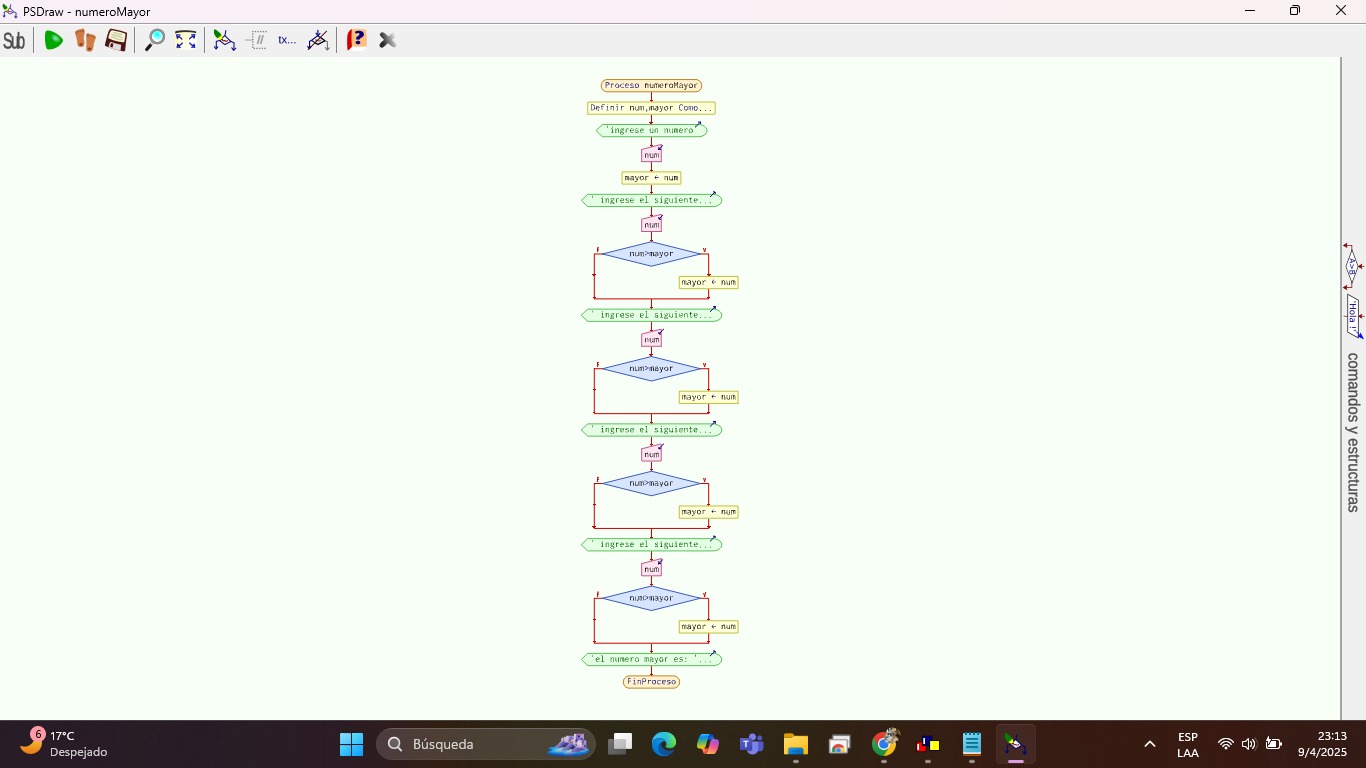 PSDraw - numeroMayor
Sub
tx...
Proceso numeroMayor
Definir num,mayor Como...
'ingrese un numero'
num
mayor ← num
' ingrese el siguiente...
num
F
num>mayor
V
mayor ← num
' ingrese el siguiente...
num
F
num>mayor
V
mayor ← num
' ingrese el siguiente...
num
F
num>mayor
V
mayor ← num
' ingrese el siguiente...
num
F
num>mayor
V
mayor ← num
'el numero mayor es: '...
FinProceso
A>B
'Hola !'
comandos y estructuras
6
17°C
Despejado
Búsqueda
ESP
LAA
23:13
9/4/2025